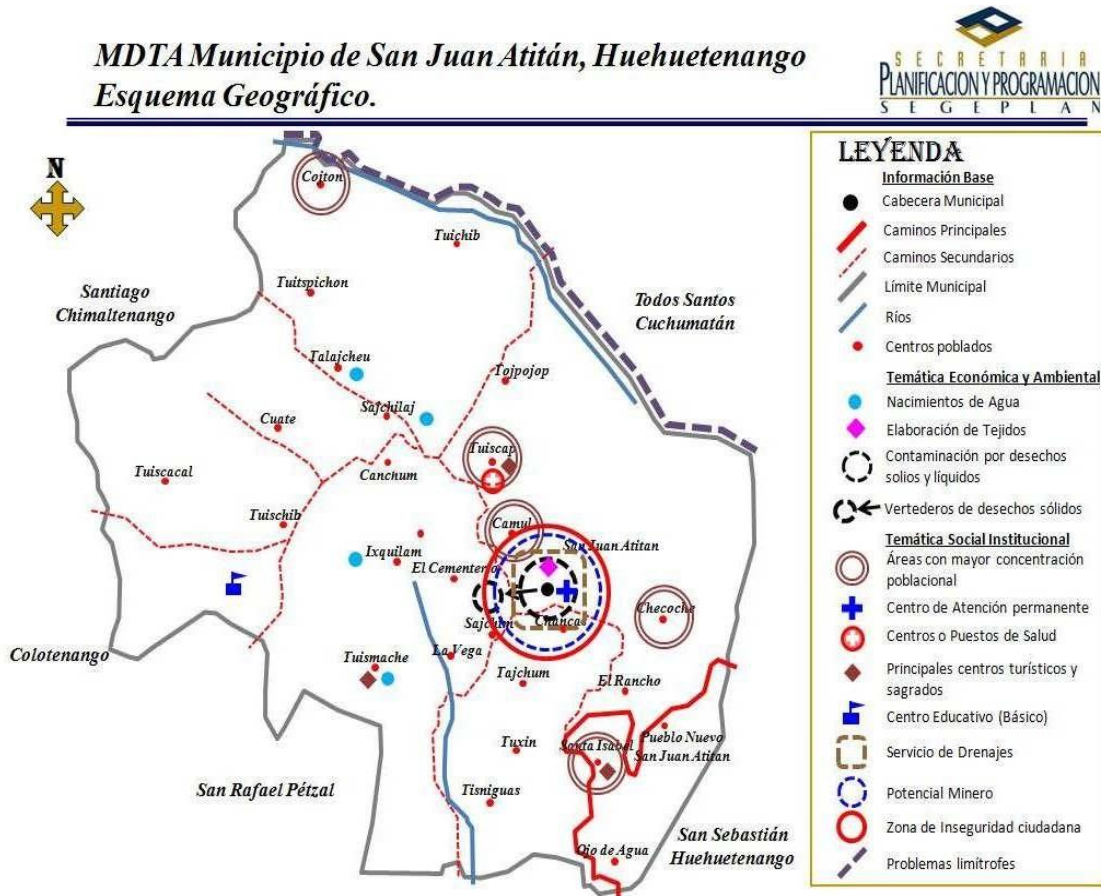 MDTA Municipio de San Juan Atitán, Huehuetenango
Esquema Geográfico.
SECRETARIA
PLANIFICACION Y PROGRAMACION
SEGEPLAN
N
Cojton
Tuichib
Tuitspichon
Santiago
Chimaltenango
Todos Santos
Cuchumatán
Talajcheu
Tojpojop
Sajchilaj
Cuate
Tuiscap
Canchum
Tuiscacal
Camul
Tuischib
San Juan Atitan
Ixquilam
El Cementerio
Checoche
Sajchim
Chancas
La Vega
Colotenango
Tuismache
Tajchum
El Rancho
Pueblo Nuevo
San Juan Atitan
Tuxin
Santa Isabel
San Rafael Pétzal
Tisniguas
San Sebastián
Huehuetenango
Ojo de Agua
LEYENDA
Información Base
Cabecera Municipal
Caminos Principales
Caminos Secundarios
Límite Municipal
Ríos
Centros poblados
Temática Económica y Ambiental
Nacimientos de Agua
Elaboración de Tejidos
Contaminación por desechos
solios y líquidos
Vertederos de desechos sólidos
Temática Social Institucional
Áreas con mayor concentración
poblacional
Centro de Atención permanente
Centros o Puestos de Salud
Principales centros turísticos y
sagrados
Centro Educativo (Básico)
Servicio de Drenajes
Potencial Minero
Zona de Inseguridad ciudadana
Problemas limítrofes